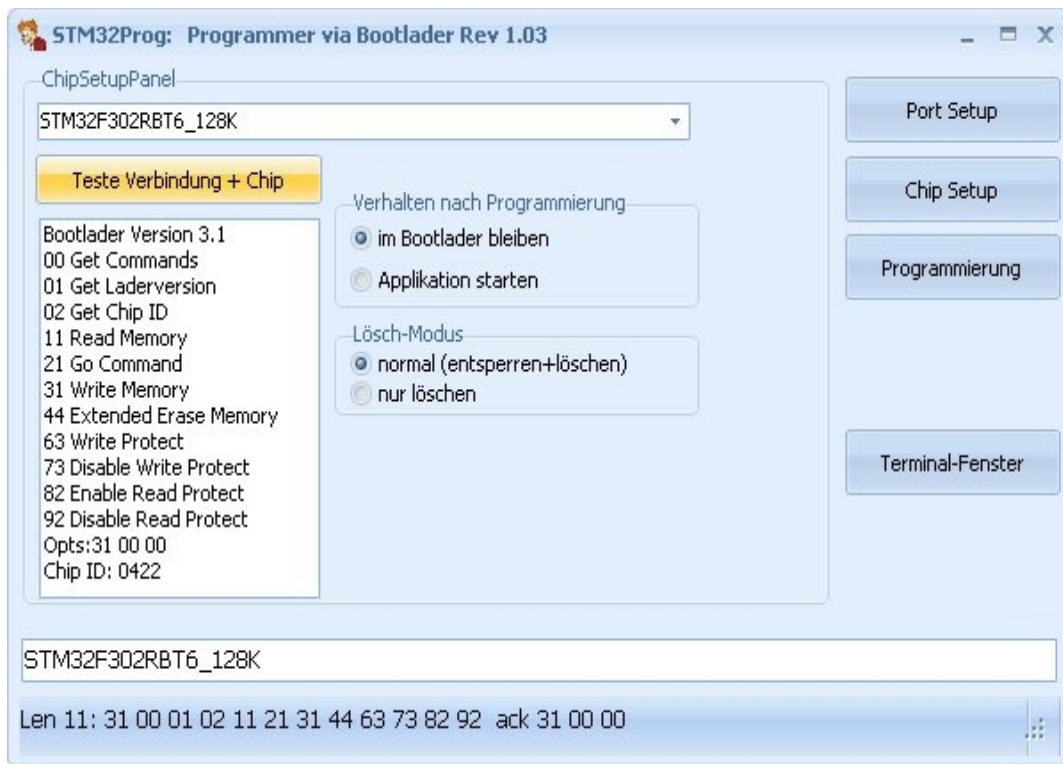 STM32Prog: Programmer via Bootlader Rev 1.03
ChipSetupPanel
STM32F302RBT6_128K
Teste Verbindung + Chip
Bootlader Version 3.1
00 Get Commands
01 Get Laderversion
02 Get Chip ID
11 Read Memory
21 Go Command
31 Write Memory
44 Extended Erase Memory
63 Write Protect
73 Disable Write Protect
82 Enable Read Protect
92 Disable Read Protect
Opts:31 00 00
Chip ID: 0422
Verhalten nach Programmierung
im Bootlader bleiben
Applikation starten
Lösch-Modus
normal (entsperren+löschen)
nur löschen
Port Setup
Chip Setup
Programmierung
Terminal-Fenster
STM32F302RBT6_128K
Len 11: 31 00 01 02 11 21 31 44 63 73 82 92 ack 31 00 00